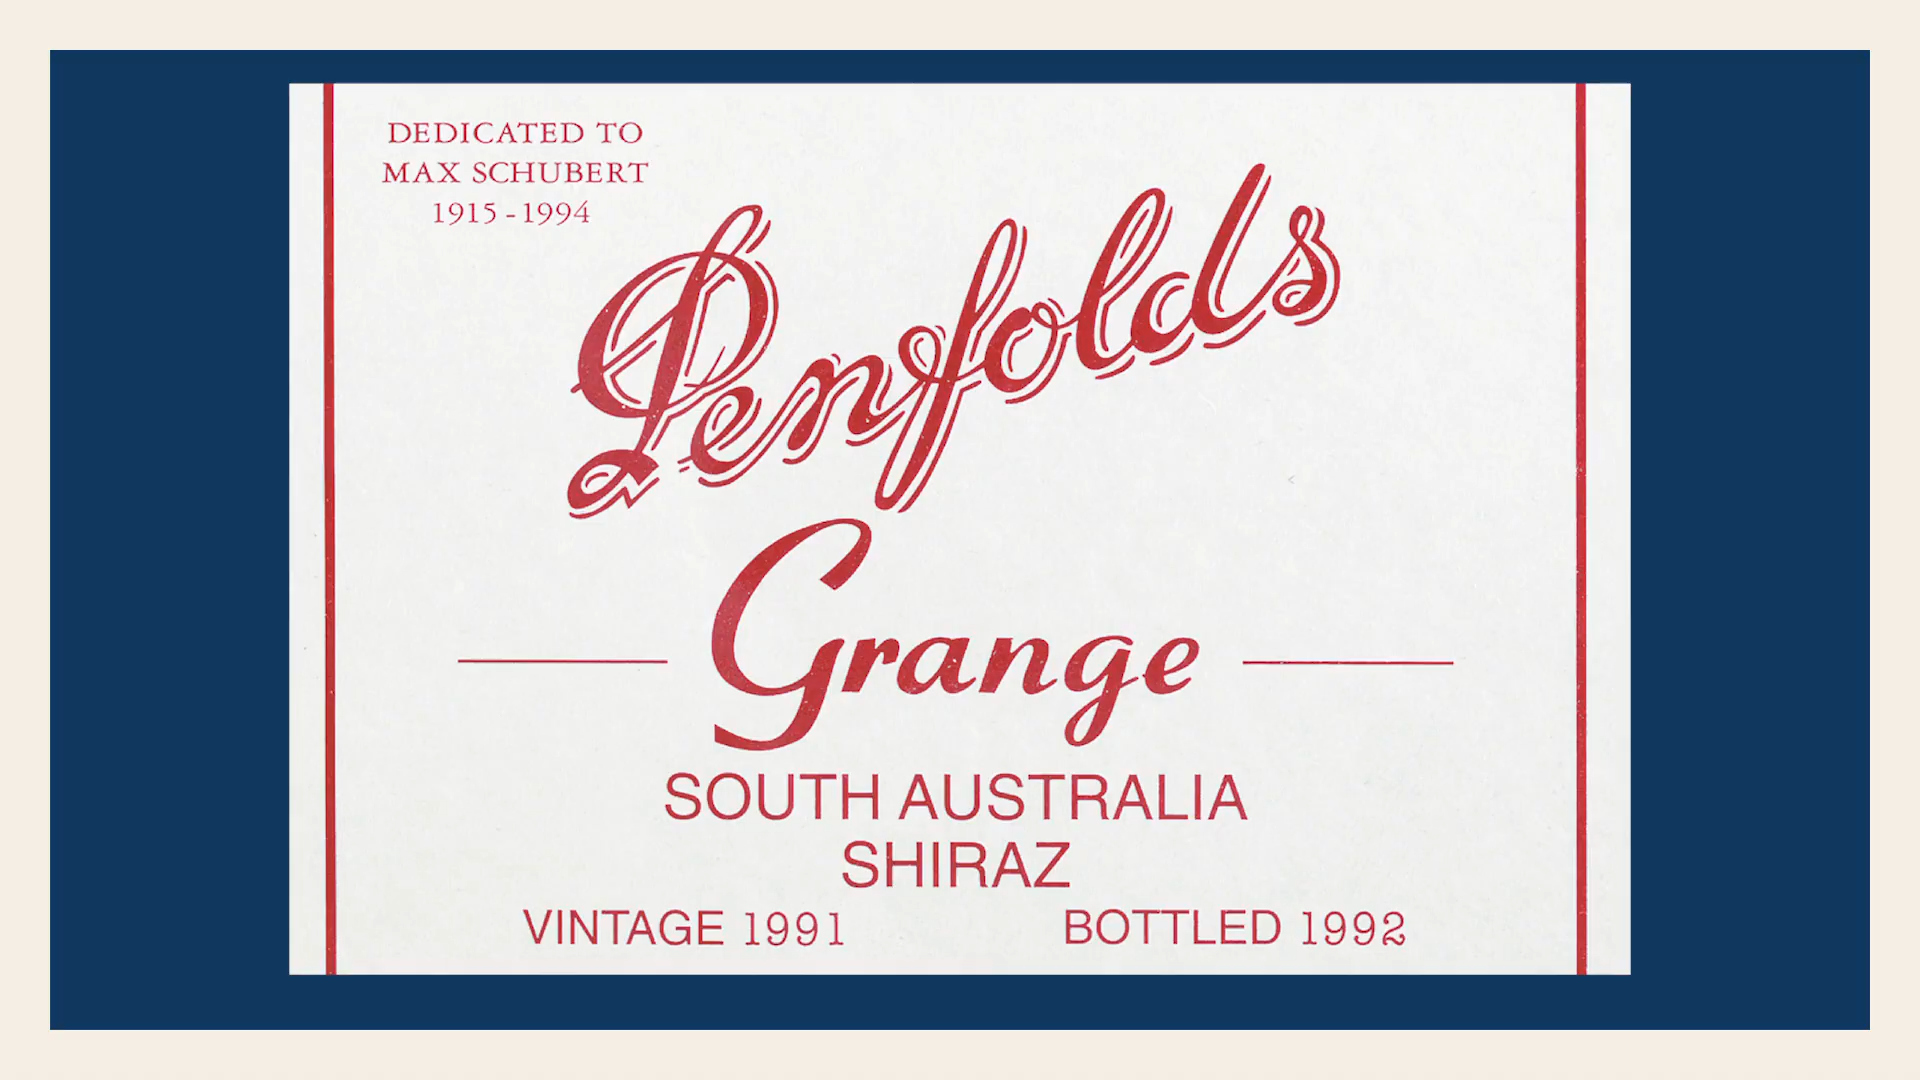 DEDICATED TO
MAX SCHUBERT
1915 - 1994
Penfolds
Grange
SOUTH AUSTRALIA
SHIRAZ
VINTAGE 1991 BOTTLED 1992